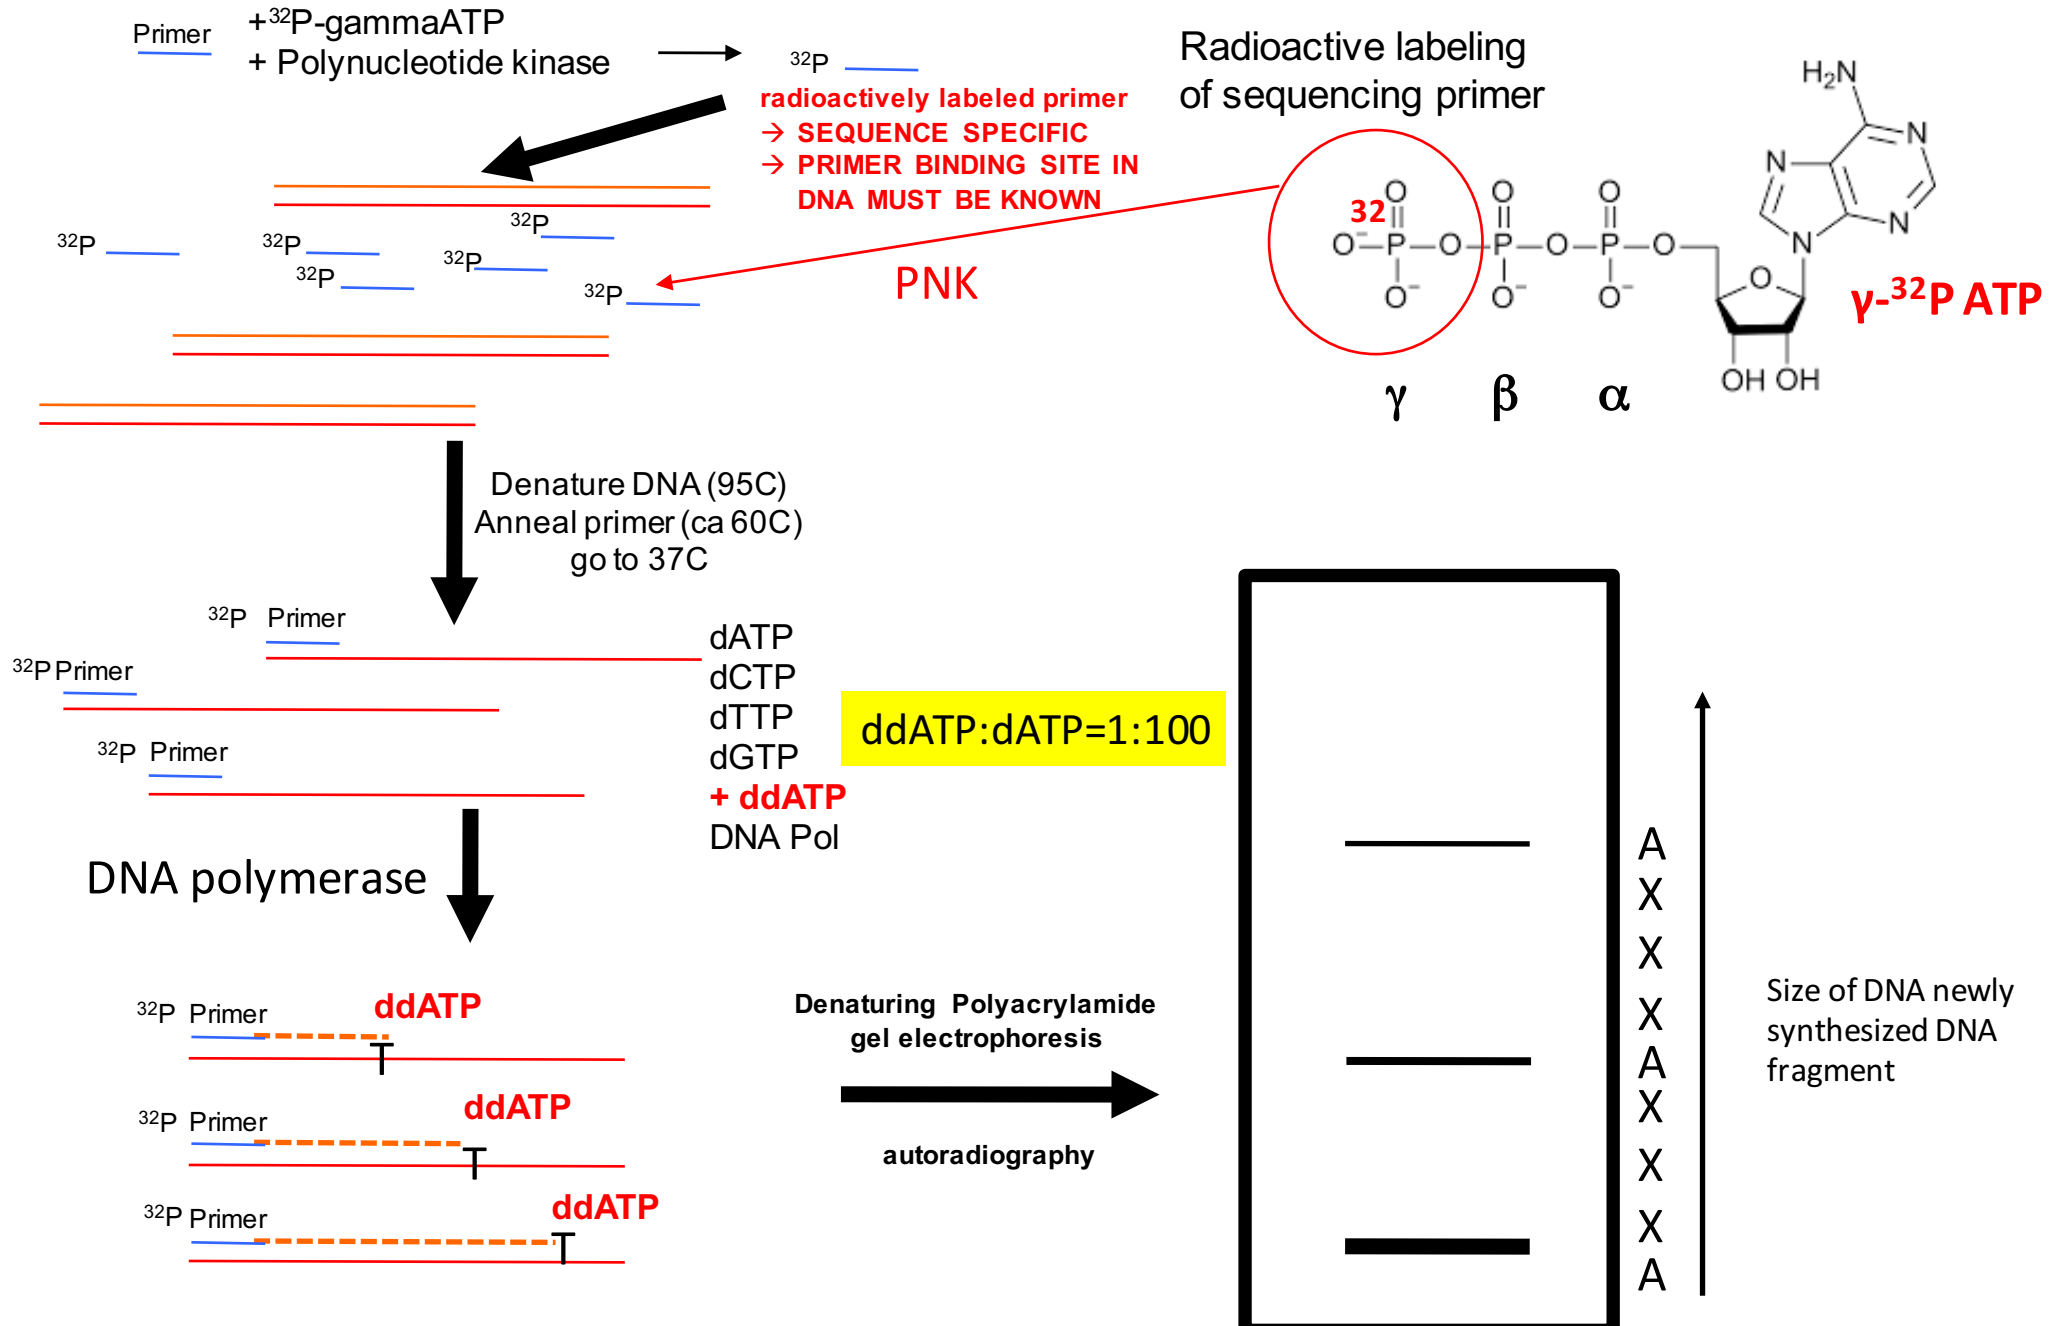 Primer
+³²P-gammaATP
+ Polynucleotide kinase
³²P
radioactively labeled primer
→ SEQUENCE SPECIFIC
→ PRIMER BINDING SITE IN
DNA MUST BE KNOWN
Radioactive labeling
of sequencing primer
H₂N
N
N
N
N
O
O
O
32
O⁻
P
O
P
O
P
O
O⁻
O⁻
O⁻
O
OH
OH
γ-³²P ATP
γ
β
α
PNK
³²P
³²P
³²P
³²P
³²P
³²P
Denature DNA (95C)
Anneal primer (ca 60C)
go to 37C
³²P Primer
³²P Primer
³²P Primer
dATP
dCTP
dTTP
dGTP
+ ddATP
DNA Pol
ddATP:dATP=1:100
DNA polymerase
³²P Primer
ddATP
T
³²P Primer
ddATP
T
³²P Primer
ddATP
T
Denaturing Polyacrylamide
gel electrophoresis
autoradiography
A
X
X
X
A
X
X
X
A
Size of DNA newly
synthesized DNA
fragment